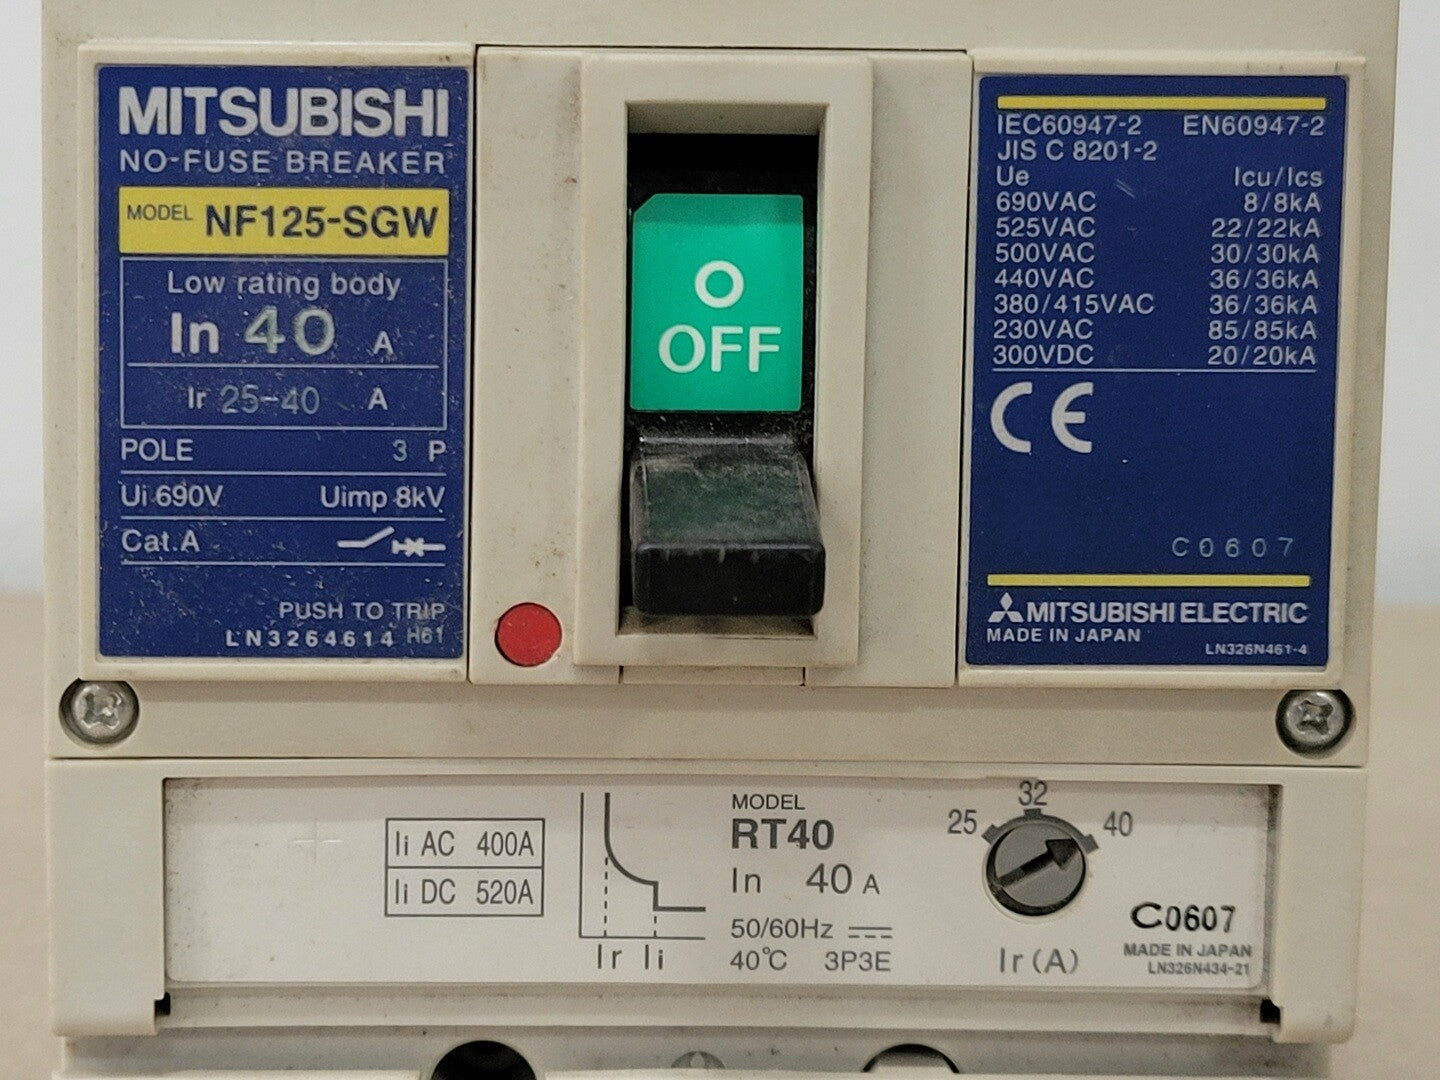 MITSUBISHI
NO-FUSE BREAKER
MODEL NF125-SGW
Low rating body
In 40 A
Ir 25-40 A
POLE 3 P
Ui 690V Uimp 8kV
Cat.A
PUSH TO TRIP
LN3264614 H61
O
OFF
IEC60947-2 EN60947-2
JIS C 8201-2
Ue Icu/Ics
690VAC 8/8kA
525VAC 22/22kA
500VAC 30/30kA
440VAC 36/36kA
380/415VAC 36/36kA
230VAC 85/85kA
300VDC 20/20kA
CE
C0607
MITSUBISHI ELECTRIC
MADE IN JAPAN LN326N461-4
Ii AC 400A
Ii DC 520A
Ir Ii
MODEL
RT40
In 40 A
50/60Hz
40°C 3P3E
25 32 40
Ir (A)
C0607
MADE IN JAPAN
LN326N434-21